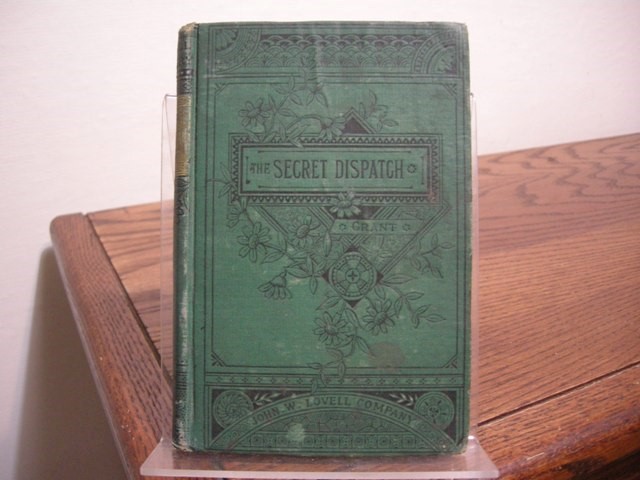 THE SECRET DISPATCH
GRANT
JOHN W. LOVELL COMPANY